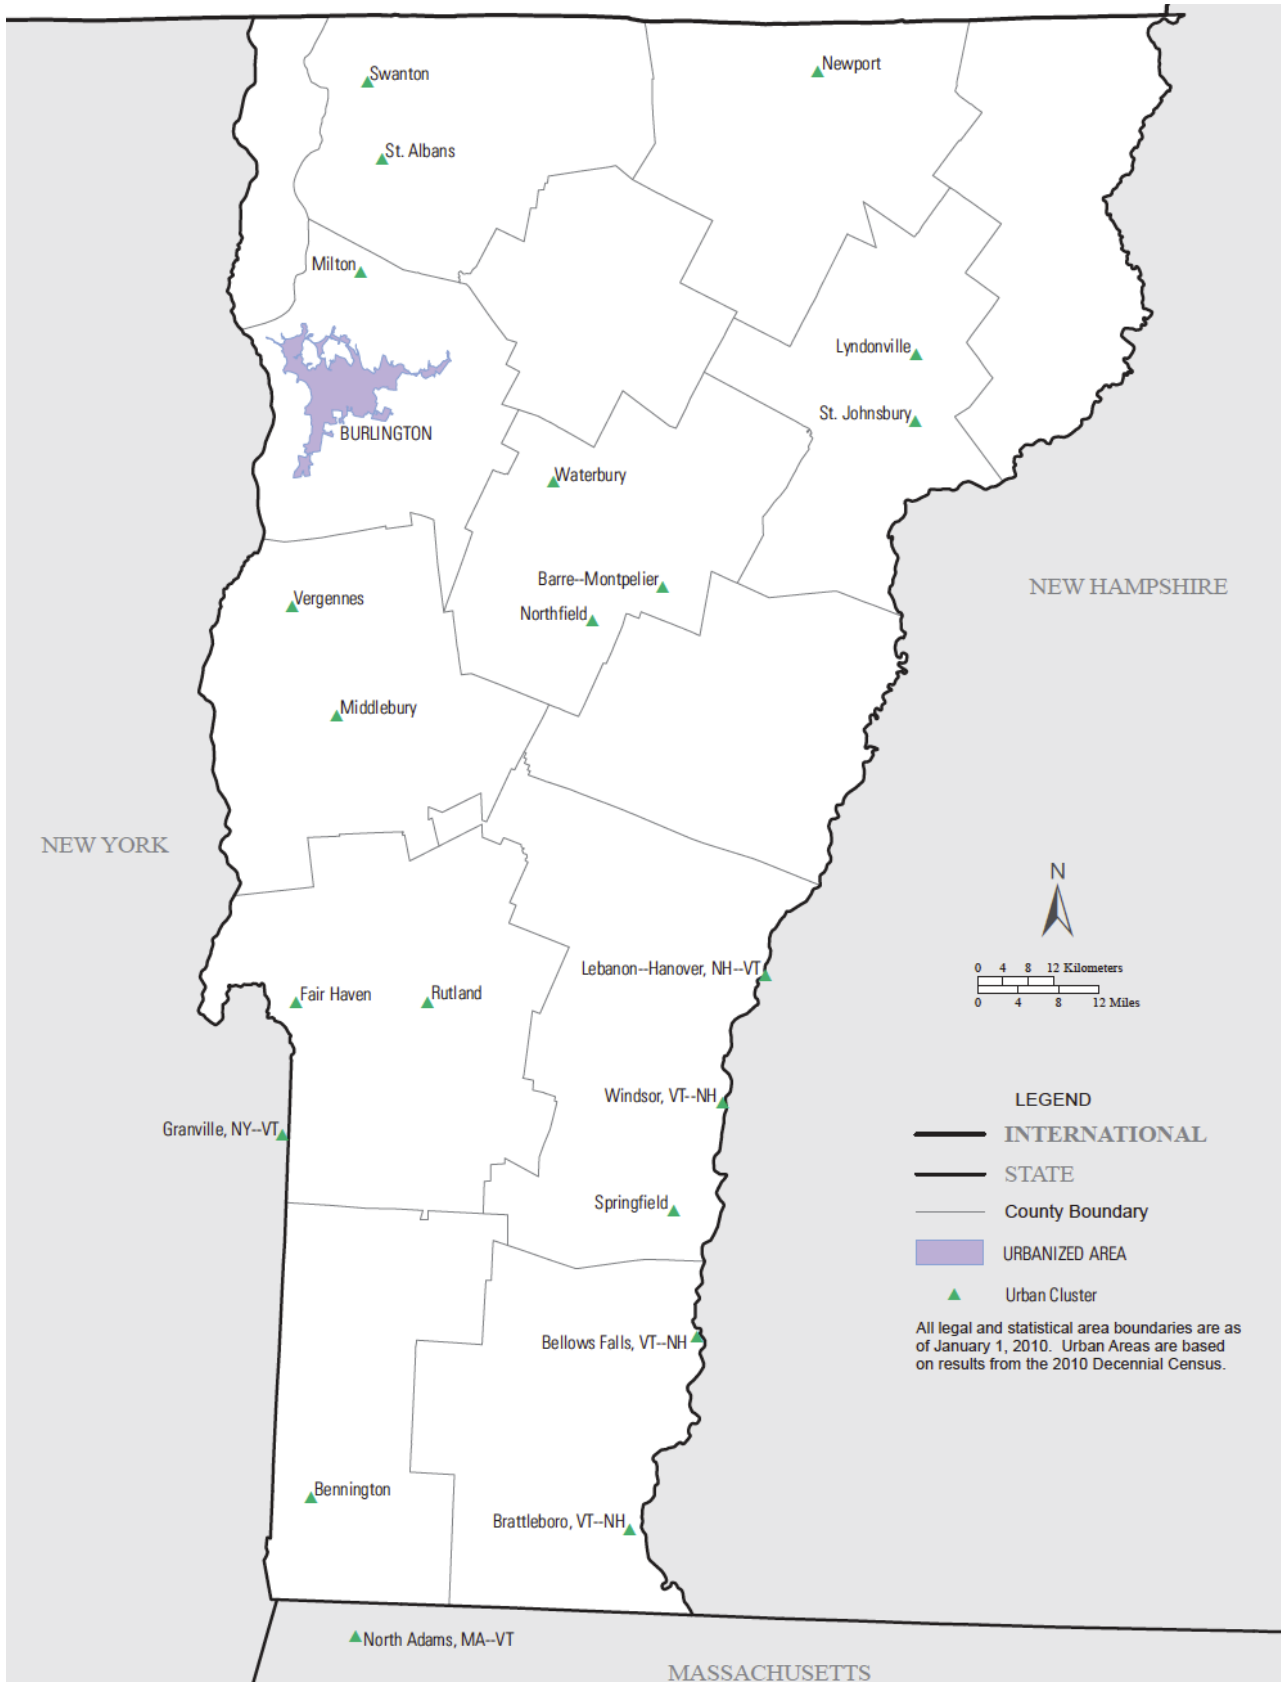 Newport
Swanton
St. Albans
Milton
Lyndonville
St. Johnsbury
BURLINGTON
Waterbury
Barre--Montpelier
NEW HAMPSHIRE
Vergennes
Northfield
Middlebury
NEW YORK
N
Lebanon--Hanover, NH--VT
0 4 8 12 Kilometers
0 4 8 12 Miles
Fair Haven
Rutland
Windsor, VT--NH
LEGEND
Granville, NY--VT
INTERNATIONAL
STATE
Springfield
County Boundary
URBANIZED AREA
Urban Cluster
All legal and statistical area boundaries are as
of January 1, 2010. Urban Areas are based
on results from the 2010 Decennial Census.
Bellows Falls, VT--NH
Bennington
Brattleboro, VT--NH
North Adams, MA--VT
MASSACHUSETTS